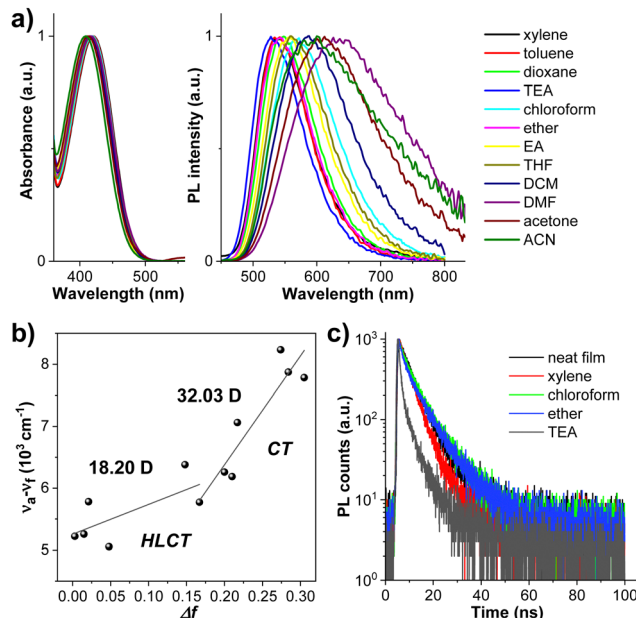 a)
1
0
Absorbance (a.u.)
400
500
Wavelength (nm)
1
0
PL intensity (a.u.)
500
600
700
800
Wavelength (nm)
xylene
toluene
dioxane
TEA
chloroform
ether
EA
THF
DCM
DMF
acetone
ACN
b)
νa-νf (10³ cm⁻¹)
8
7
6
5
32.03 D
CT
18.20 D
HLCT
0.00 0.05 0.10 0.15 0.20 0.25 0.30
Δf
c)
PL counts (a.u.)
10³
10²
10¹
10⁰
neat film
xylene
chloroform
ether
TEA
0 20 40 60 80 100
Time (ns)